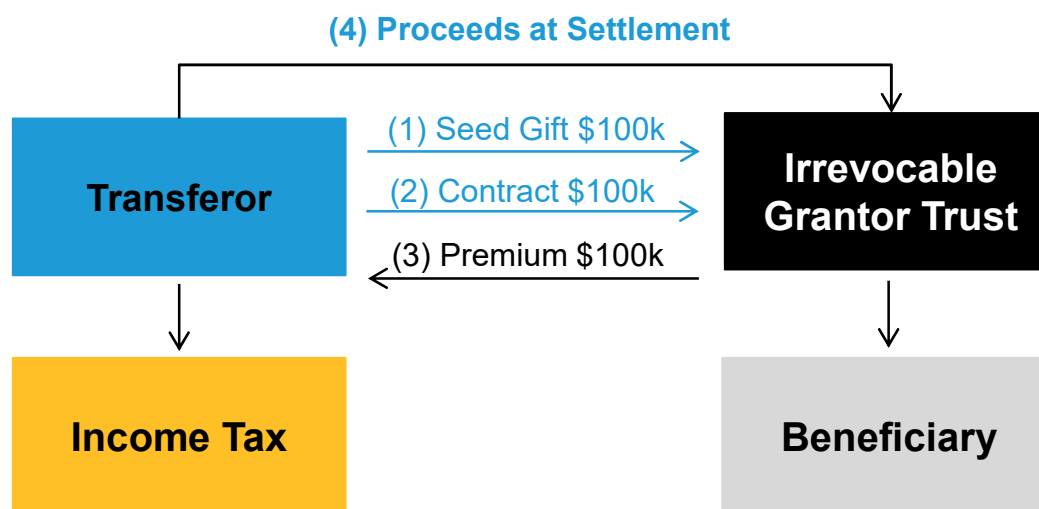 (4) Proceeds at Settlement
Transferor
(1) Seed Gift $100k
(2) Contract $100k
(3) Premium $100k
Irrevocable
Grantor Trust
Income Tax
Beneficiary